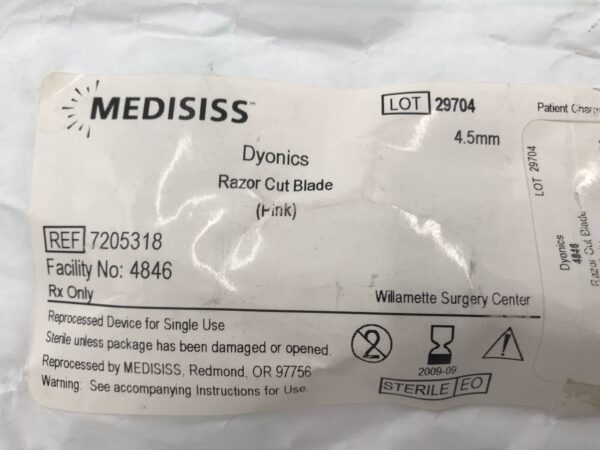 MEDISISS™
LOT 29704
4.5mm
Dyonics
Razor Cut Blade
(Pink)
REF 7205318
Facility No: 4846
Rx Only
Willamette Surgery Center
Reprocessed Device for Single Use
Sterile unless package has been damaged or opened.
Reprocessed by MEDISISS, Redmond, OR 97756
Warning: See accompanying Instructions for Use
2
2009-09
STERILE EO
Patient
LOT 29704
Dyonics
4846
Razor Cut Blade